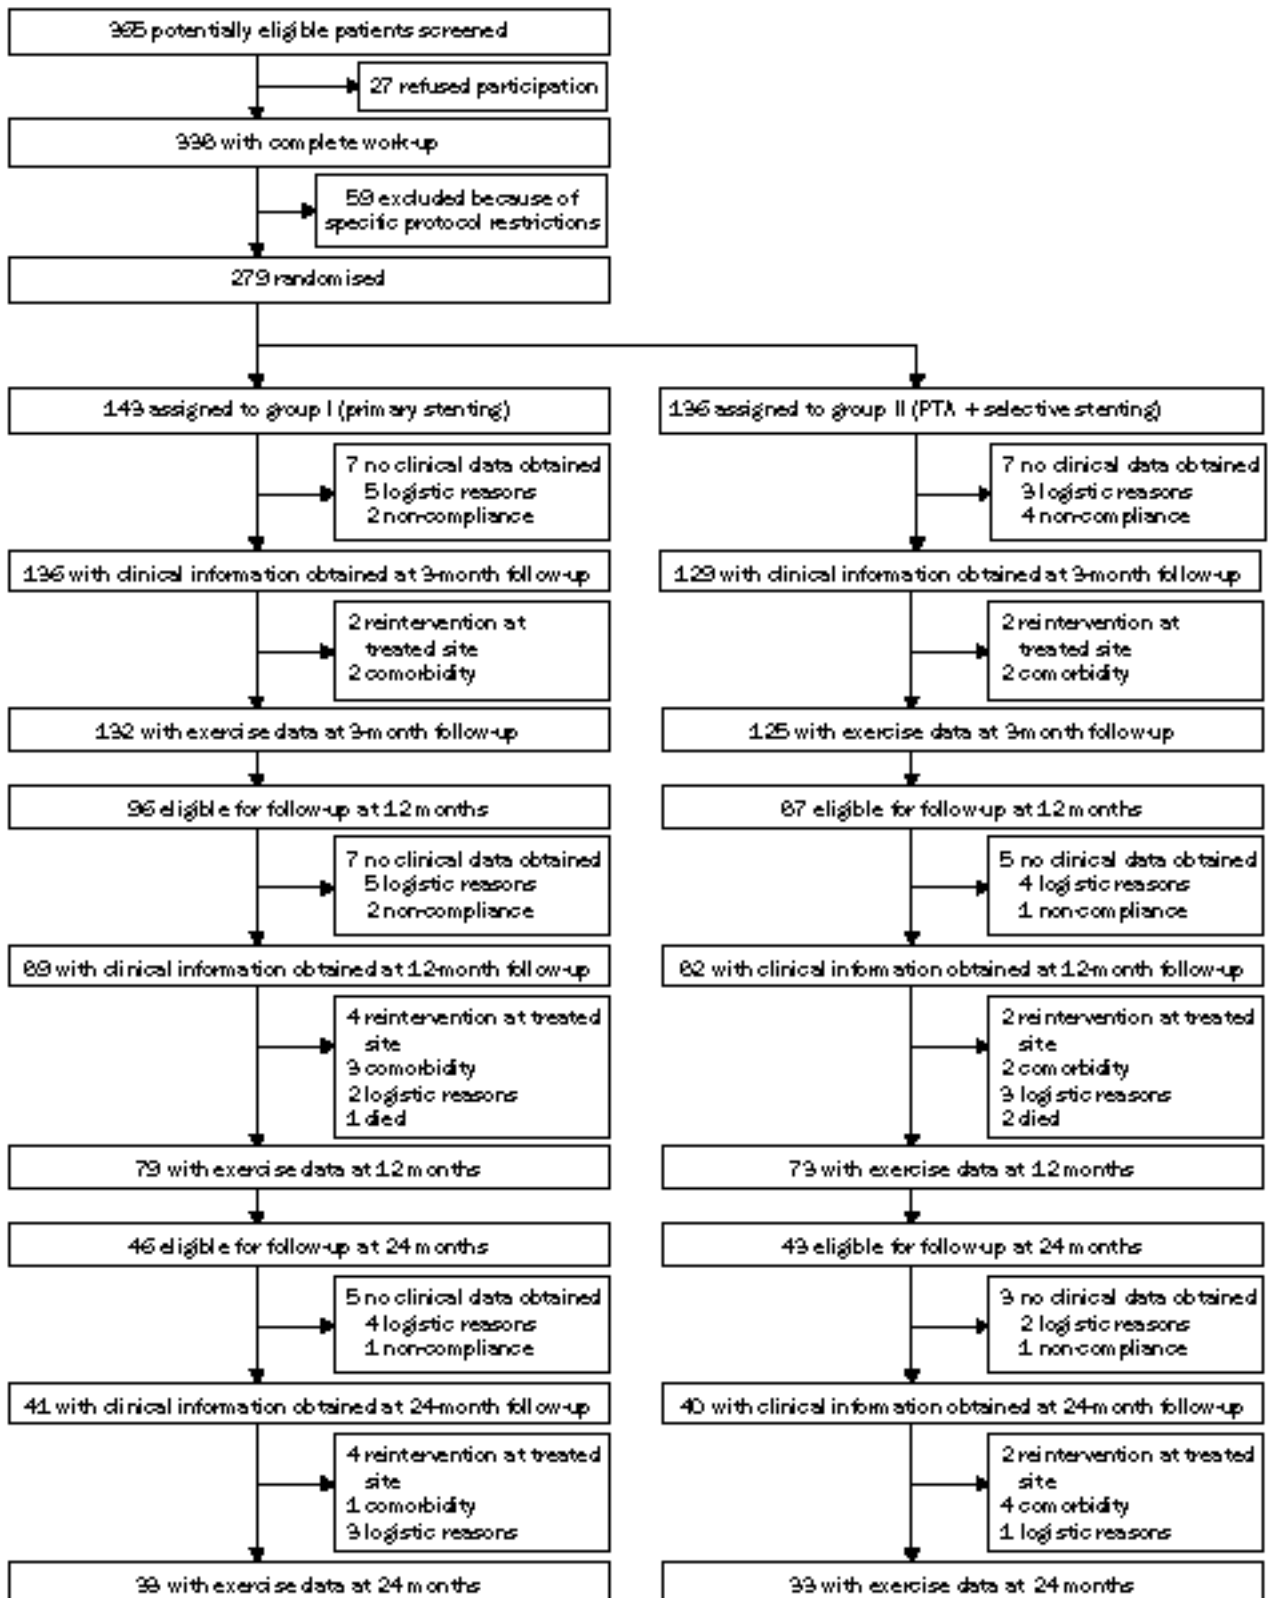 365 potentially eligible patients screened
27 refused participation
338 with complete work-up
59 excluded because of
specific protocol restrictions
279 randomised
143 assigned to group I (primary stenting)
136 assigned to group II (PTA + selective stenting)
7 no clinical data obtained
5 logistic reasons
2 non-compliance
7 no clinical data obtained
3 logistic reasons
4 non-compliance
136 with clinical information obtained at 3-month follow-up
129 with clinical information obtained at 3-month follow-up
2 reintervention at
treated site
2 comorbidity
2 reintervention at
treated site
2 comorbidity
132 with exercise data at 3-month follow-up
125 with exercise data at 3-month follow-up
96 eligible for follow-up at 12 months
87 eligible for follow-up at 12 months
7 no clinical data obtained
5 logistic reasons
2 non-compliance
5 no clinical data obtained
4 logistic reasons
1 non-compliance
89 with clinical information obtained at 12-month follow-up
82 with clinical information obtained at 12-month follow-up
4 reintervention at treated
site
3 comorbidity
2 logistic reasons
1 died
2 reintervention at treated
site
2 comorbidity
3 logistic reasons
2 died
79 with exercise data at 12 months
73 with exercise data at 12 months
46 eligible for follow-up at 24 months
43 eligible for follow-up at 24 months
5 no clinical data obtained
4 logistic reasons
1 non-compliance
3 no clinical data obtained
2 logistic reasons
1 non-compliance
41 with clinical information obtained at 24-month follow-up
40 with clinical information obtained at 24-month follow-up
4 reintervention at treated
site
1 comorbidity
3 logistic reasons
2 reintervention at treated
site
4 comorbidity
1 logistic reasons
33 with exercise data at 24 months
33 with exercise data at 24 months